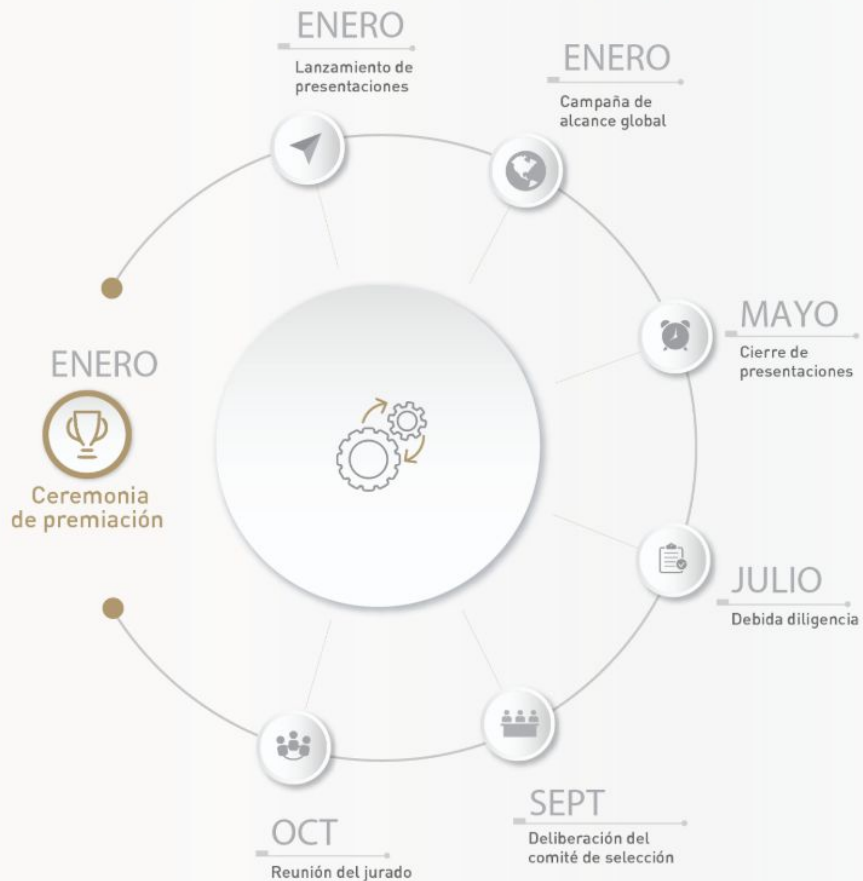 ENERO
Lanzamiento de
presentaciones
ENERO
Campaña de
alcance global
MAYO
Cierre de
presentaciones
JULIO
Debida diligencia
SEPT
Deliberación del
comité de selección
OCT
Reunión del jurado
ENERO
Ceremonia
de premiación